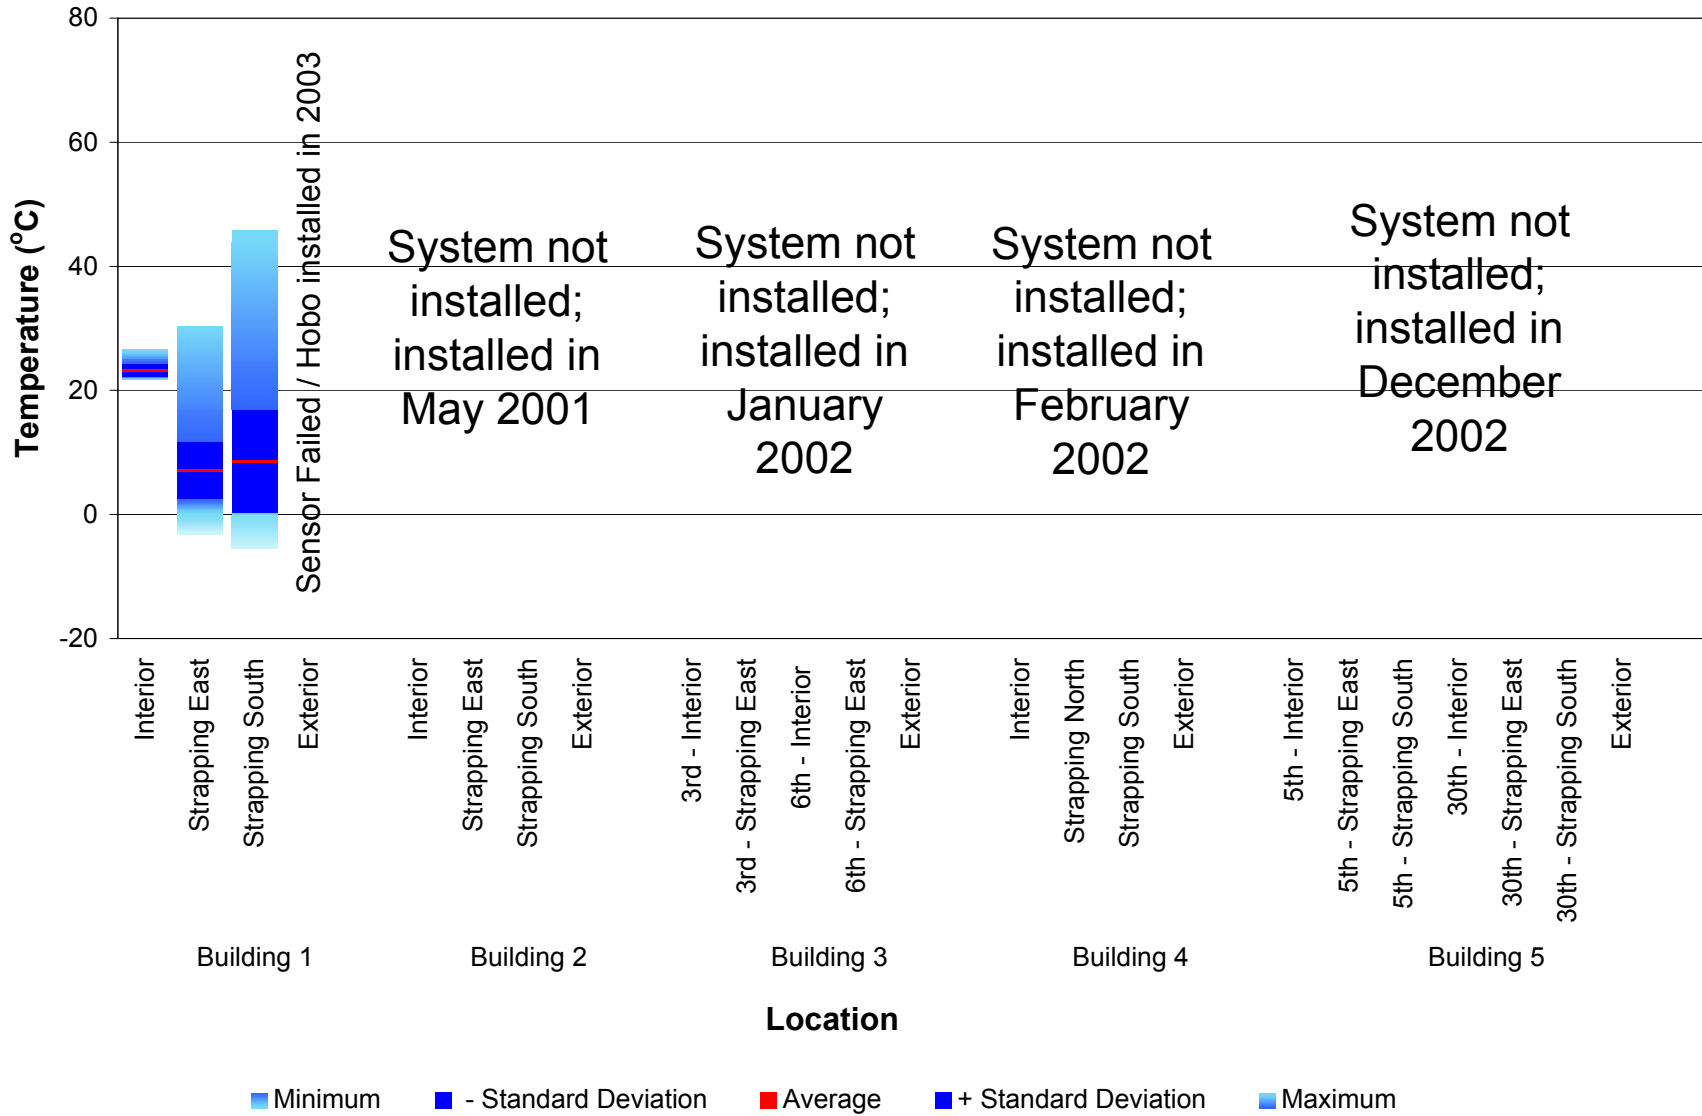 80
60
40
20
0
-20
Temperature (°C)
Sensor Failed / Hobo installed in 2003
System not
installed;
installed in
May 2001
System not
installed;
installed in
January
2002
System not
installed;
installed in
February
2002
System not
installed;
installed in
December
2002
Interior
Strapping East
Strapping South
Exterior
Interior
Strapping East
Strapping South
Exterior
3rd - Interior
3rd - Strapping East
6th - Interior
6th - Strapping East
Exterior
Interior
Strapping North
Strapping South
Exterior
5th - Interior
5th - Strapping East
5th - Strapping South
30th - Interior
30th - Strapping East
30th - Strapping South
Exterior
Building 1
Building 2
Building 3
Building 4
Building 5
Location
Minimum
- Standard Deviation
Average
+ Standard Deviation
Maximum